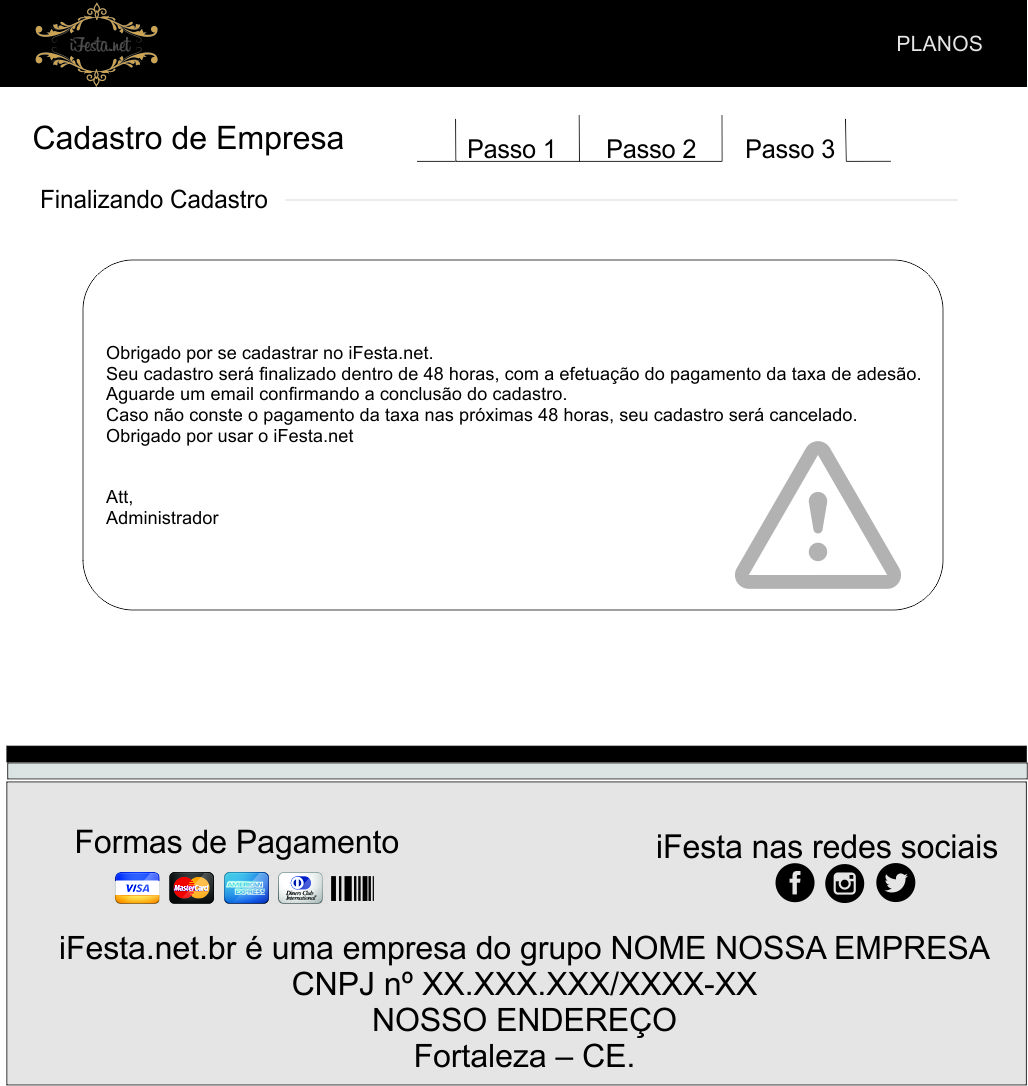 iFesta.net
PLANOS
Cadastro de Empresa
Passo 1
Passo 2
Passo 3
Finalizando Cadastro
Obrigado por se cadastrar no iFesta.net.
Seu cadastro será finalizado dentro de 48 horas, com a efetuação do pagamento da taxa de adesão.
Aguarde um email confirmando a conclusão do cadastro.
Caso não conste o pagamento da taxa nas próximas 48 horas, seu cadastro será cancelado.
Obrigado por usar o iFesta.net
Att,
Administrador
Formas de Pagamento
VISA
MasterCard
AMERICAN
EXPRESS
Diners Club
International
iFesta nas redes sociais
iFesta.net.br é uma empresa do grupo NOME NOSSA EMPRESA
CNPJ nº XX.XXX.XXX/XXXX-XX
NOSSO ENDEREÇO
Fortaleza – CE.